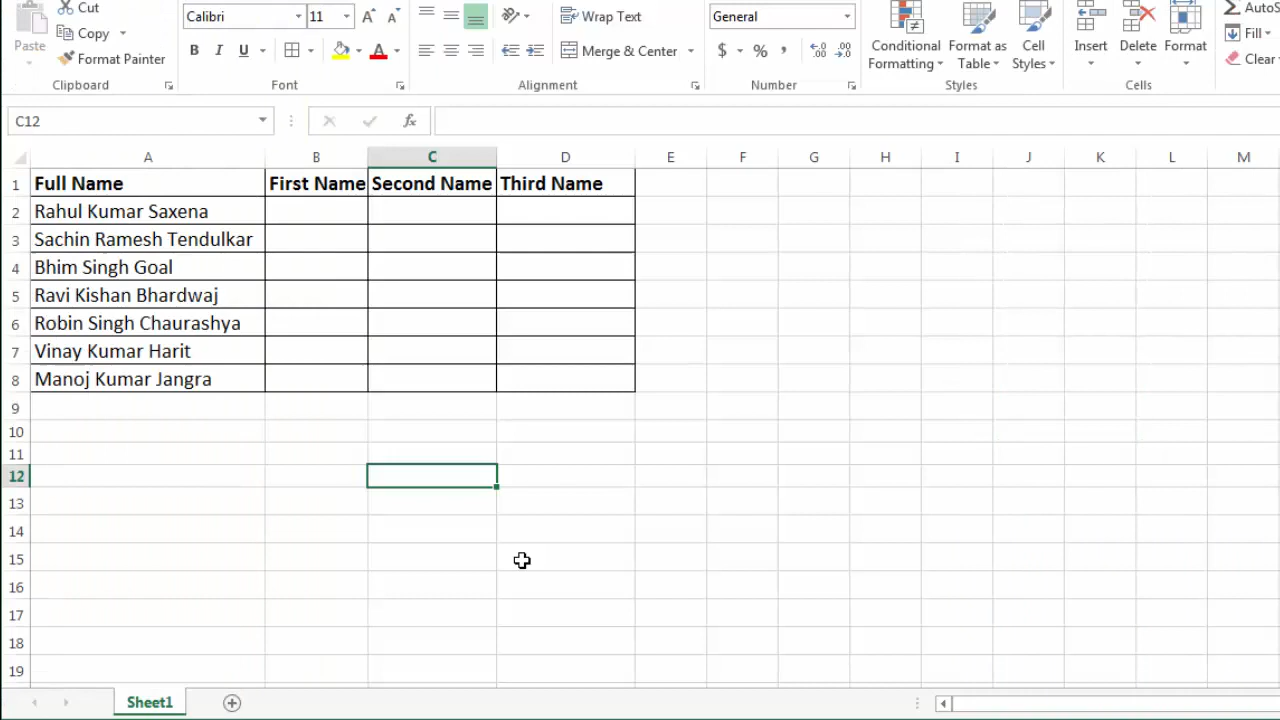 Cut
Calibri 11 Wrap Text General AutoS
Paste Copy B I U Merge & Center $ % , Conditional Formatting Format as Table Cell Styles Insert Delete Format Fill
Format Painter Clear
Clipboard Font Alignment Number Styles Cells
C12 fx
A B C D E F G H I J K L M
1 Full Name First Name Second Name Third Name
2 Rahul Kumar Saxena
3 Sachin Ramesh Tendulkar
4 Bhim Singh Goal
5 Ravi Kishan Bhardwaj
6 Robin Singh Chaurashya
7 Vinay Kumar Harit
8 Manoj Kumar Jangra
9
10
11
12
13
14
15
16
17
18
19
Sheet1